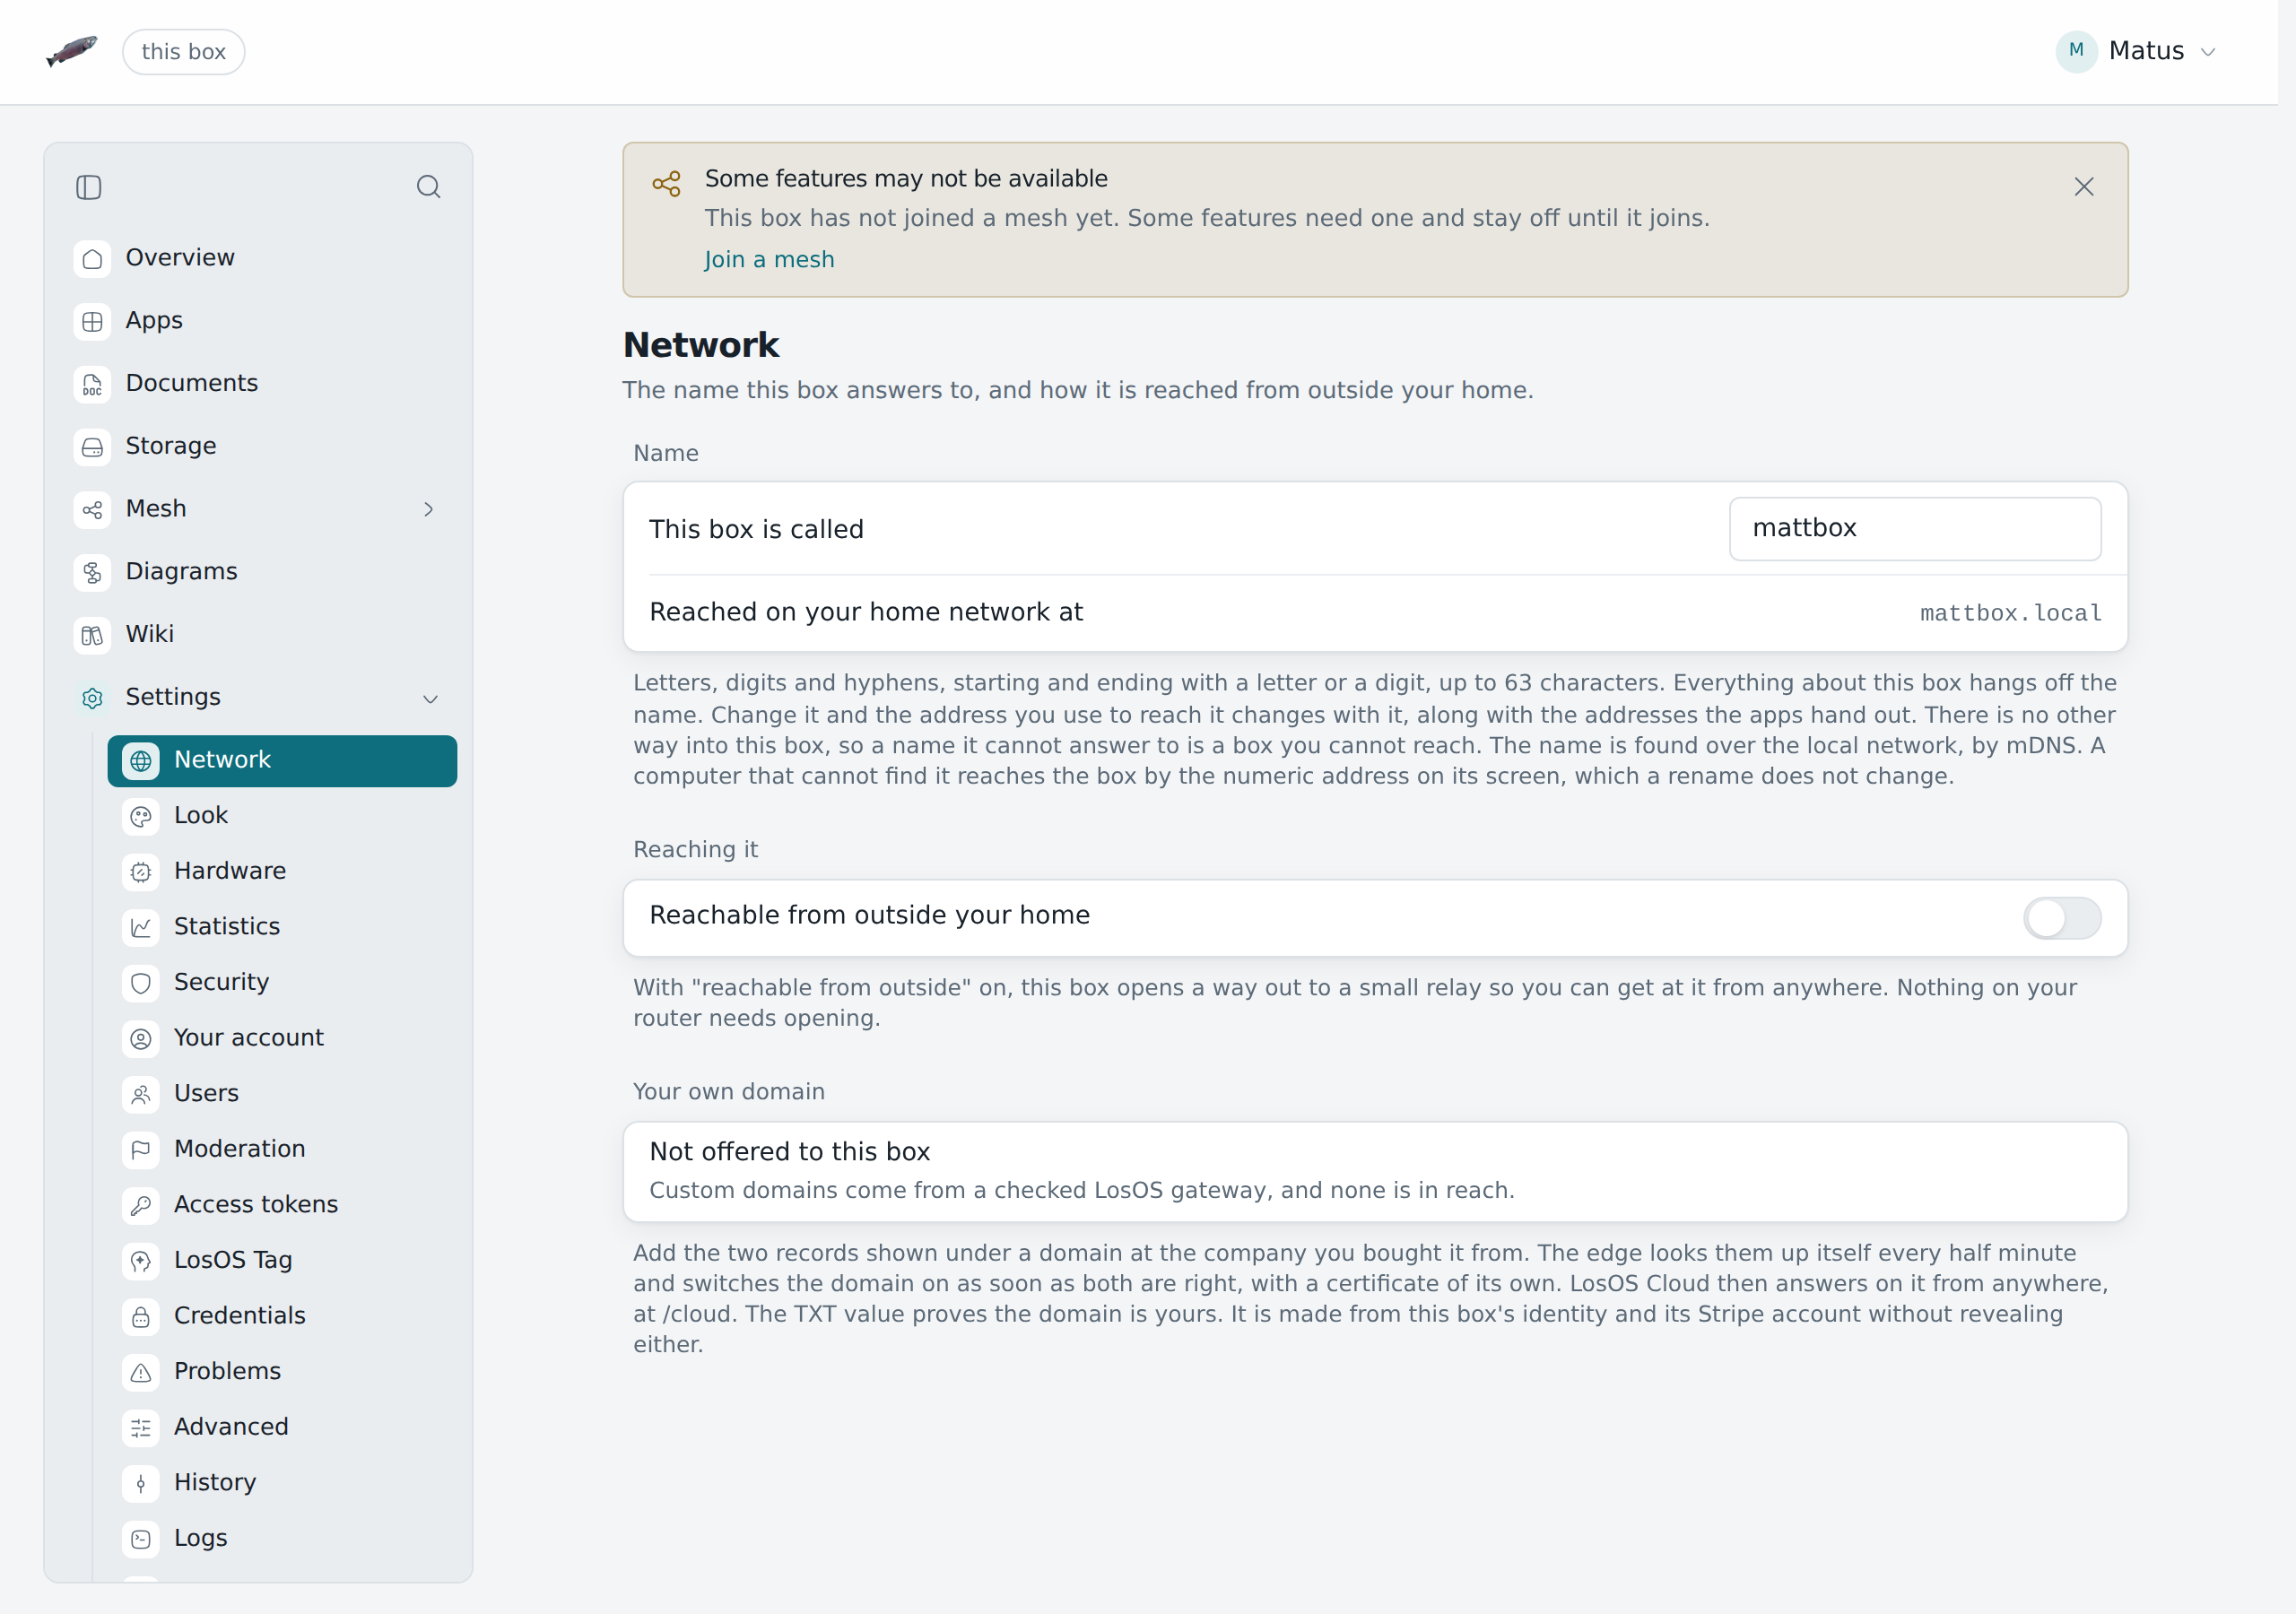 this box
M Matus
Overview
Apps
Documents
Storage
Mesh
Diagrams
Wiki
Settings
Network
Look
Hardware
Statistics
Security
Your account
Users
Moderation
Access tokens
LosOS Tag
Credentials
Problems
Advanced
History
Logs
Some features may not be available
This box has not joined a mesh yet. Some features need one and stay off until it joins.
Join a mesh
Network
The name this box answers to, and how it is reached from outside your home.
Name
This box is called mattbox
Reached on your home network at mattbox.local
Letters, digits and hyphens, starting and ending with a letter or a digit, up to 63 characters. Everything about this box hangs off the
name. Change it and the address you use to reach it changes with it, along with the addresses the apps hand out. There is no other
way into this box, so a name it cannot answer to is a box you cannot reach. The name is found over the local network, by mDNS. A
computer that cannot find it reaches the box by the numeric address on its screen, which a rename does not change.
Reaching it
Reachable from outside your home
With "reachable from outside" on, this box opens a way out to a small relay so you can get at it from anywhere. Nothing on your
router needs opening.
Your own domain
Not offered to this box
Custom domains come from a checked LosOS gateway, and none is in reach.
Add the two records shown under a domain at the company you bought it from. The edge looks them up itself every half minute
and switches the domain on as soon as both are right, with a certificate of its own. LosOS Cloud then answers on it from anywhere,
at /cloud. The TXT value proves the domain is yours. It is made from this box's identity and its Stripe account without revealing
either.